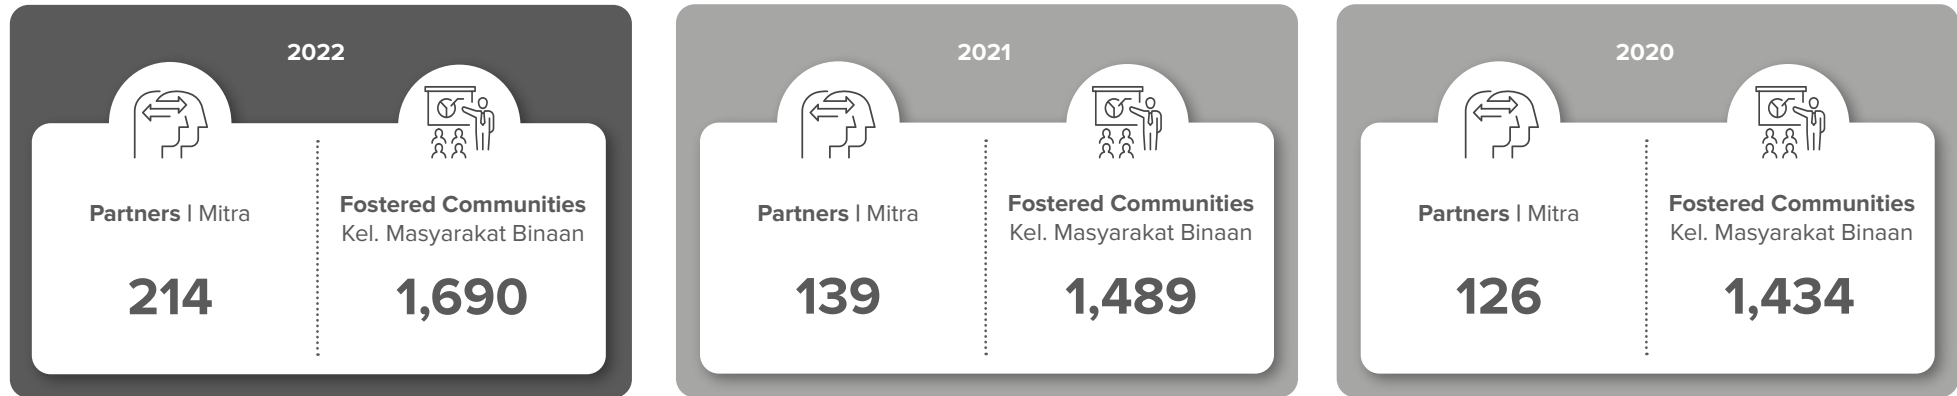 2022
Partners | Mitra
214
Fostered Communities
Kel. Masyarakat Binaan
1,690
2021
Partners | Mitra
139
Fostered Communities
Kel. Masyarakat Binaan
1,489
2020
Partners | Mitra
126
Fostered Communities
Kel. Masyarakat Binaan
1,434